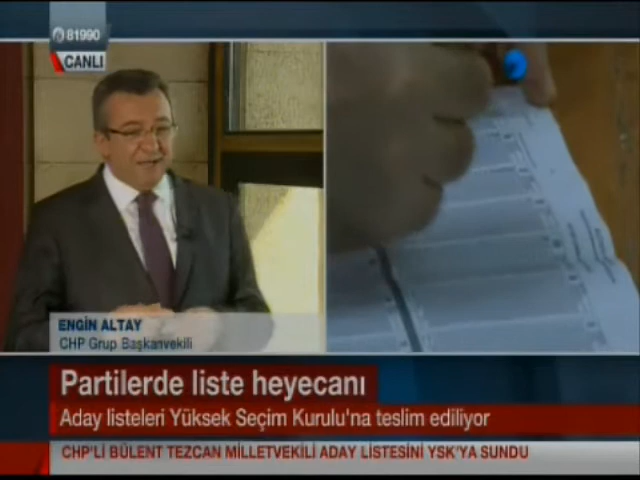 81990
CANLI
ENGİN ALTAY
CHP Grup Başkanvekili
Partilerde liste heyecanı
Aday listeleri Yüksek Seçim Kurulu'na teslim ediliyor
CHP'Lİ BÜLENT TEZCAN MİLLETVEKİLİ ADAY LİSTESİNİ YSK'YA SUNDU